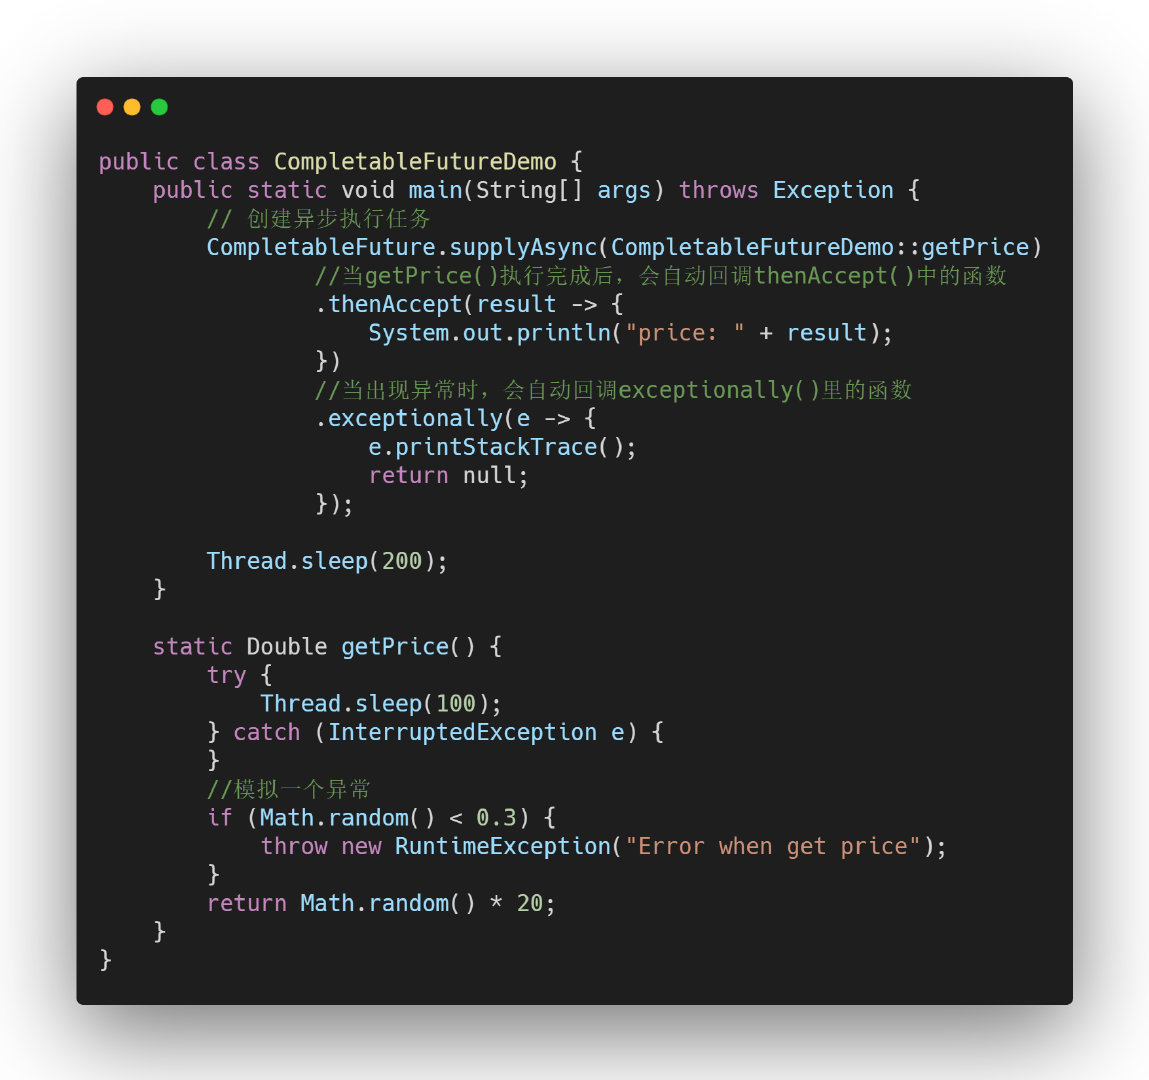 public class CompletableFutureDemo {
    public static void main(String[] args) throws Exception {
        // 创建异步执行任务
        CompletableFuture.supplyAsync(CompletableFutureDemo::getPrice)
                //当getPrice()执行完成后，会自动回调thenAccept()中的函数
                .thenAccept(result -> {
                    System.out.println("price: " + result);
                })
                //当出现异常时，会自动回调exceptionally()里的函数
                .exceptionally(e -> {
                    e.printStackTrace();
                    return null;
                });

        Thread.sleep(200);
    }

    static Double getPrice() {
        try {
            Thread.sleep(100);
        } catch (InterruptedException e) {
        }
        //模拟一个异常
        if (Math.random() < 0.3) {
            throw new RuntimeException("Error when get price");
        }
        return Math.random() * 20;
    }
}